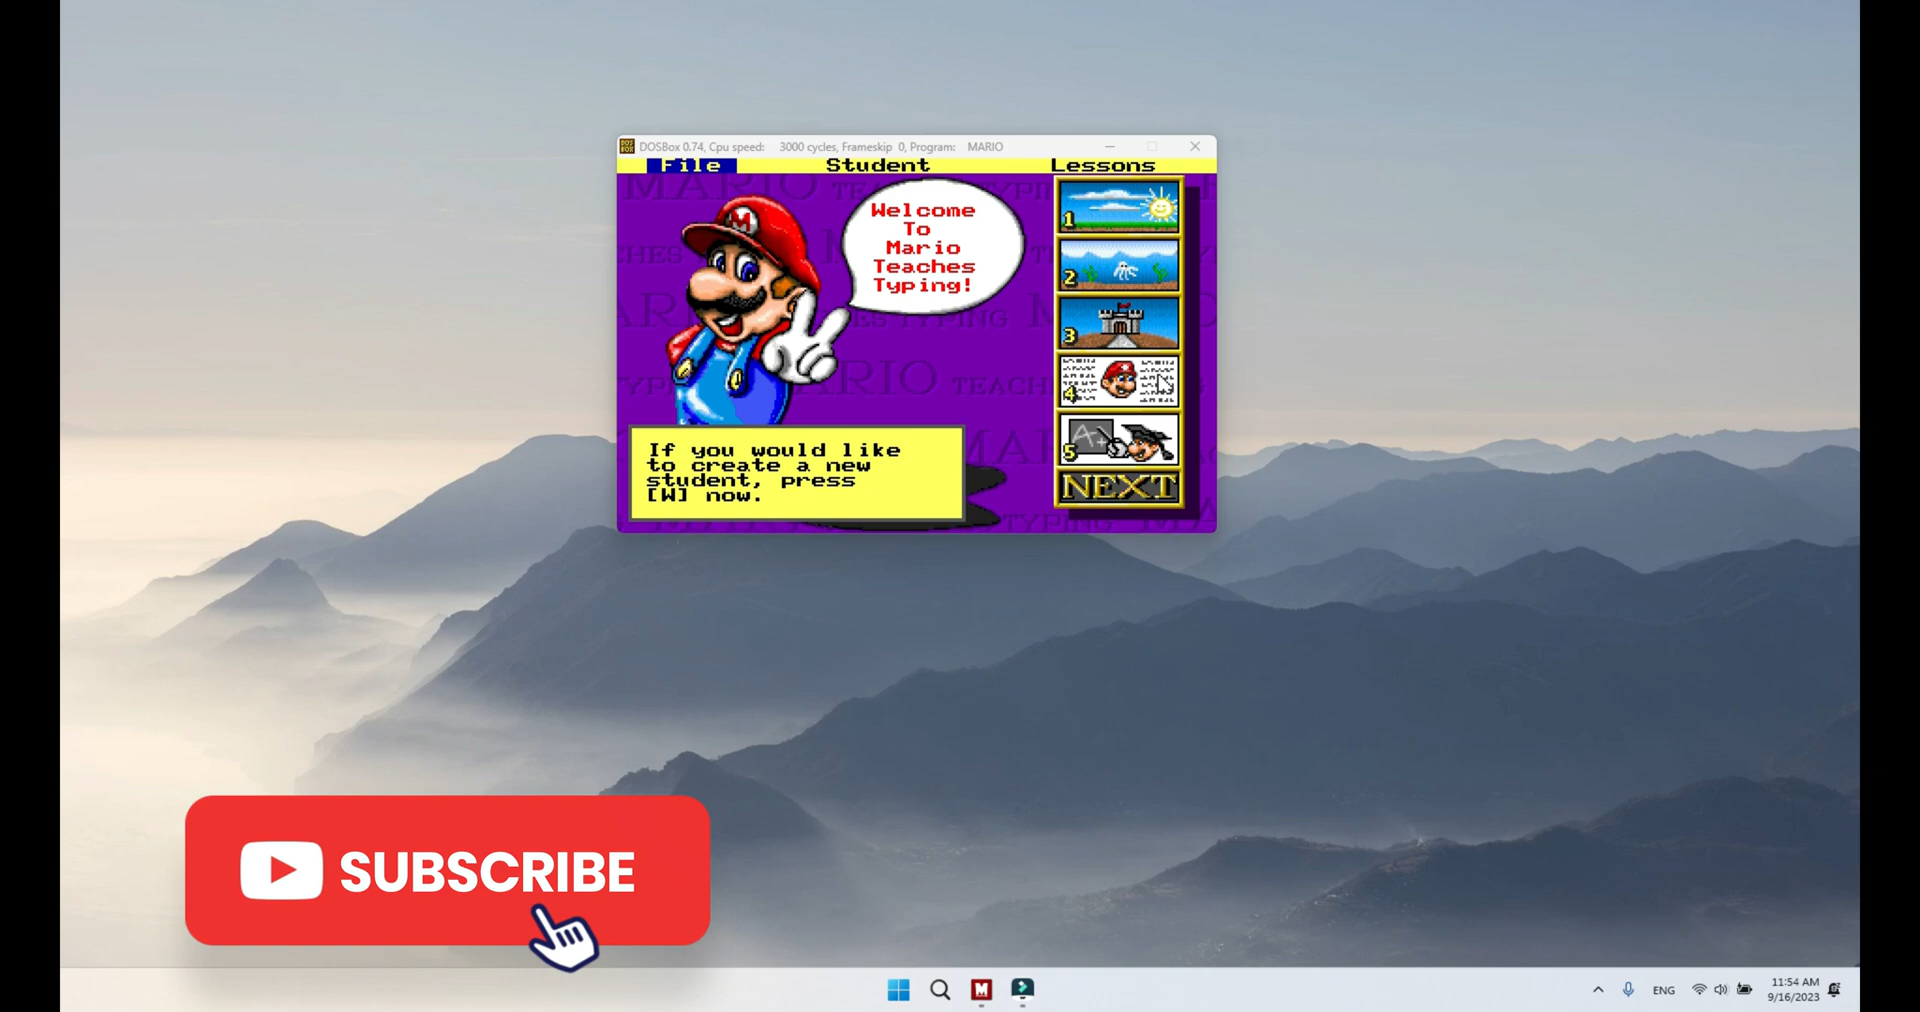 DOSBox 0.74, Cpu speed: 3000 cycles, Frameskip 0, Program: MARIO
File Student Lessons
Welcome
To
Mario
Teaches
Typing!
1
2
3
4
A+
5
NEXT
If you would like
to create a new
student, press
[W] now.
SUBSCRIBE
ENG
11:54 AM
9/16/2023